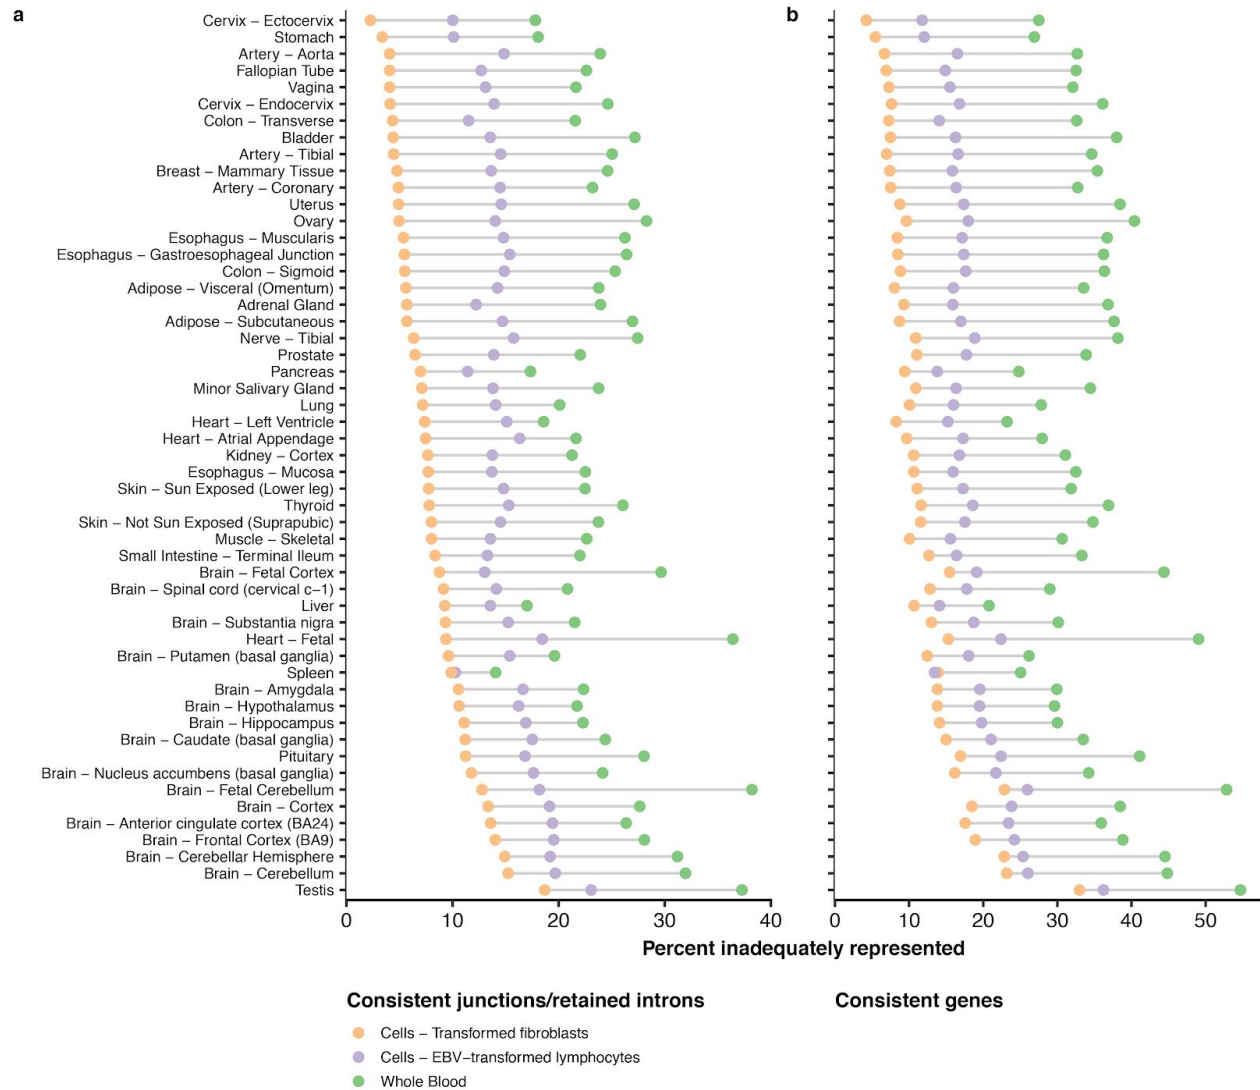 a
b
Cervix – Ectocervix
Stomach
Artery – Aorta
Fallopian Tube
Vagina
Cervix – Endocervix
Colon – Transverse
Bladder
Artery – Tibial
Breast – Mammary Tissue
Artery – Coronary
Uterus
Ovary
Esophagus – Muscularis
Esophagus – Gastroesophageal Junction
Colon – Sigmoid
Adipose – Visceral (Omentum)
Adrenal Gland
Adipose – Subcutaneous
Nerve – Tibial
Prostate
Pancreas
Minor Salivary Gland
Lung
Heart – Left Ventricle
Heart – Atrial Appendage
Kidney – Cortex
Esophagus – Mucosa
Skin – Sun Exposed (Lower leg)
Thyroid
Skin – Not Sun Exposed (Suprapubic)
Muscle – Skeletal
Small Intestine – Terminal Ileum
Brain – Fetal Cortex
Brain – Spinal cord (cervical c–1)
Liver
Brain – Substantia nigra
Heart – Fetal
Brain – Putamen (basal ganglia)
Spleen
Brain – Amygdala
Brain – Hypothalamus
Brain – Hippocampus
Brain – Caudate (basal ganglia)
Pituitary
Brain – Nucleus accumbens (basal ganglia)
Brain – Fetal Cerebellum
Brain – Cortex
Brain – Anterior cingulate cortex (BA24)
Brain – Frontal Cortex (BA9)
Brain – Cerebellar Hemisphere
Brain – Cerebellum
Testis
0 10 20 30 40
0 10 20 30 40 50
Percent inadequately represented
Consistent junctions/retained introns
Consistent genes
Cells – Transformed fibroblasts
Cells – EBV–transformed lymphocytes
Whole Blood